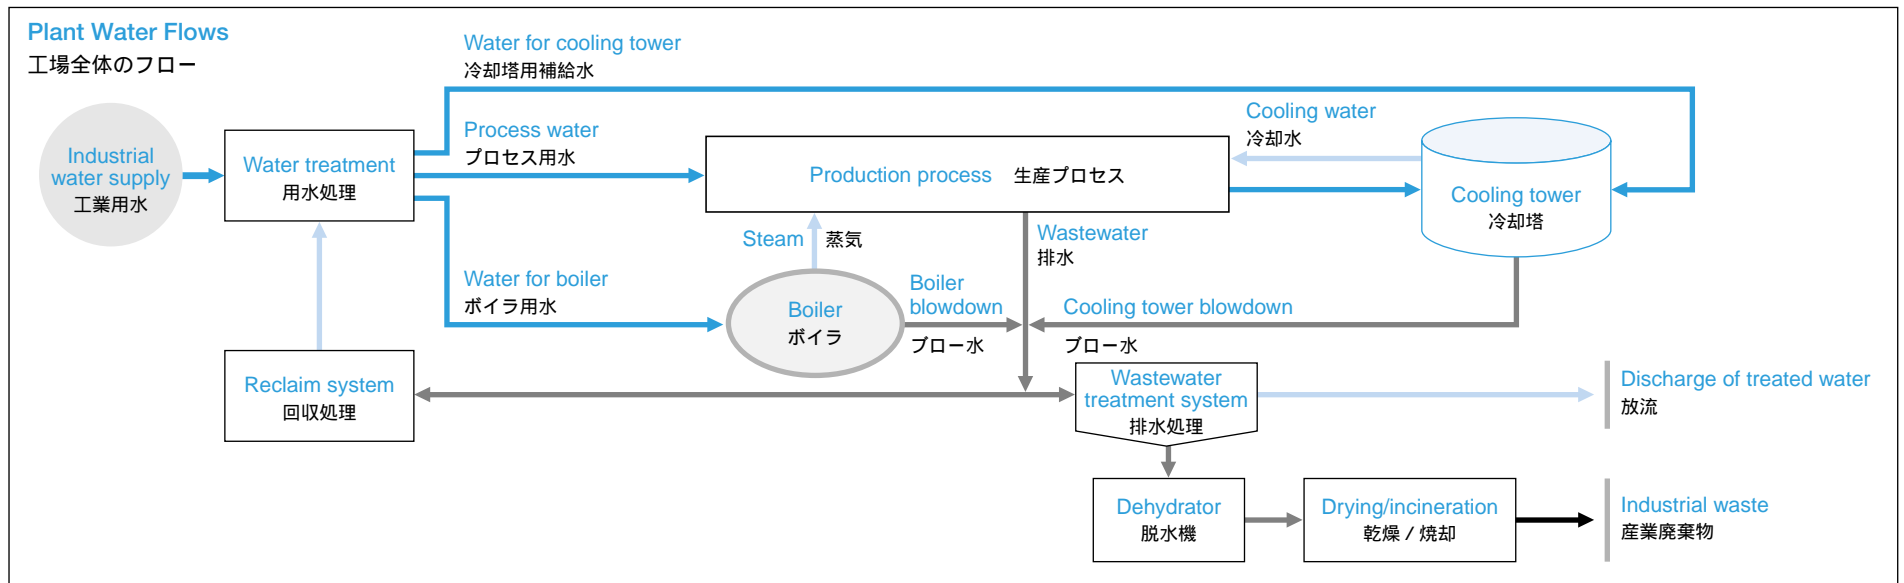 Plant Water Flows
工場全体のフロー
Water for cooling tower
冷却塔用補給水
Industrial
water supply
工業用水
Water treatment
用水処理
Process water
プロセス用水
Production process 生産プロセス
Cooling water
冷却水
Cooling tower
冷却塔
Steam 蒸気
Wastewater
排水
Water for boiler
ボイラ用水
Boiler
ボイラ
Boiler
blowdown
ブロー水
Cooling tower blowdown
ブロー水
Reclaim system
回収処理
Wastewater
treatment system
排水処理
Discharge of treated water
放流
Dehydrator
脱水機
Drying/incineration
乾燥 / 焼却
Industrial waste
産業廃棄物